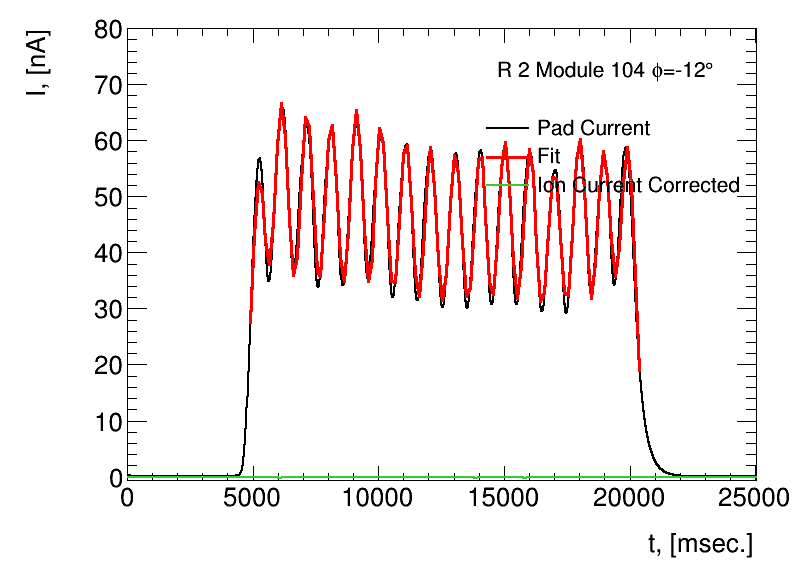 I, [nA]
80
R 2 Module 104 ϕ=-12°
70
60
Pad Current
Fit
50
Ion Current Corrected
40
30
20
10
0
0 5000 10000 15000 20000 25000
t, [msec.]